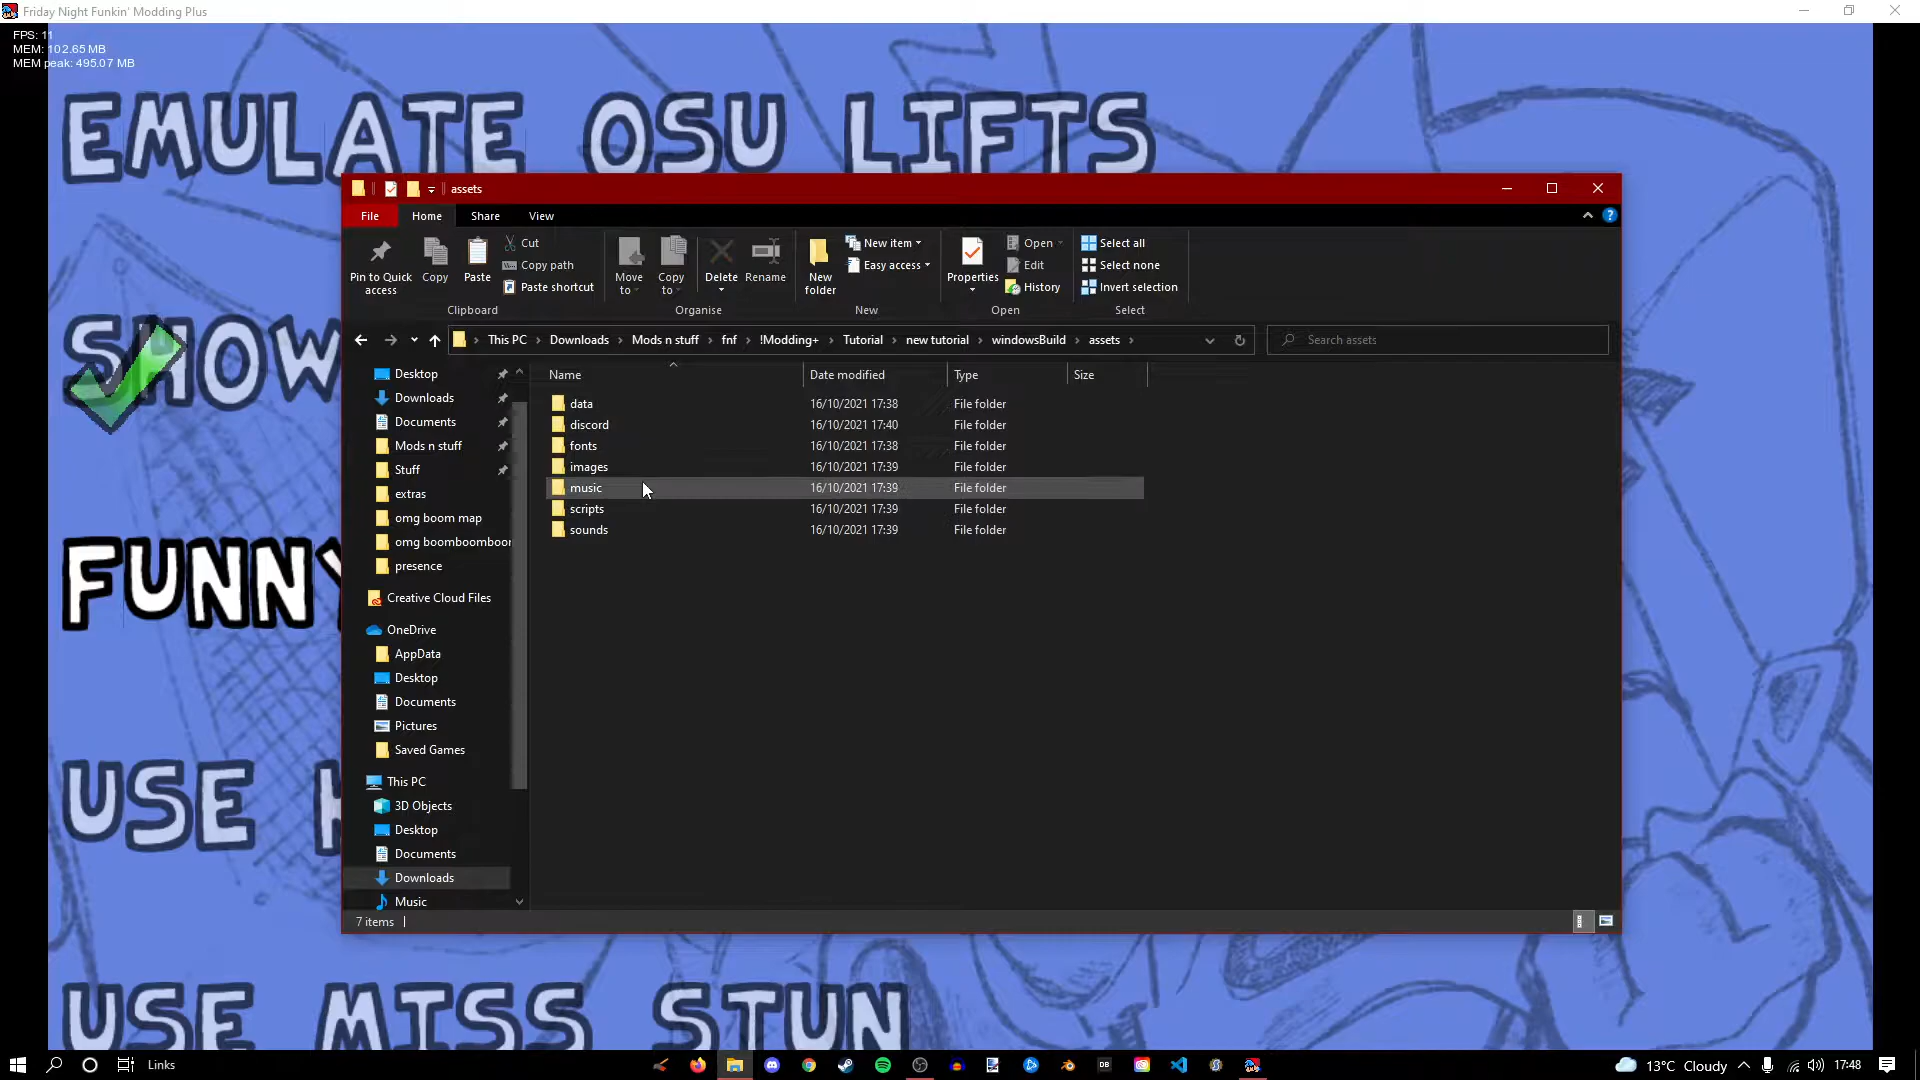 Friday Night Funkin' Modding Plus
FPS: 11
MEM: 102.65 MB
MEM peak: 495.07 MB
EMULATE OSU LIFTS
assets
File Home Share View
Pin to Quick access
Copy
Paste
Cut
Copy path
Paste shortcut
Clipboard
Move to
Copy to
Delete
Rename
Organise
New folder
New item
Easy access
New
Properties
Open
Edit
History
Open
Select all
Select none
Invert selection
Select
This PC > Downloads > Mods n stuff > fnf > !Modding+ > Tutorial > new tutorial > windowsBuild > assets >
Search assets
Name Date modified Type Size
data 16/10/2021 17:38 File folder
discord 16/10/2021 17:40 File folder
fonts 16/10/2021 17:38 File folder
images 16/10/2021 17:39 File folder
music 16/10/2021 17:39 File folder
scripts 16/10/2021 17:39 File folder
sounds 16/10/2021 17:39 File folder
Desktop
Downloads
Documents
Mods n stuff
Stuff
extras
omg boom map
omg boomboomboor
presence
Creative Cloud Files
OneDrive
AppData
Desktop
Documents
Pictures
Saved Games
This PC
3D Objects
Desktop
Documents
Downloads
Music
7 items
SHOW
FUNNY
USE
USE MISS STUN
Links
DB
13°C Cloudy
17:48